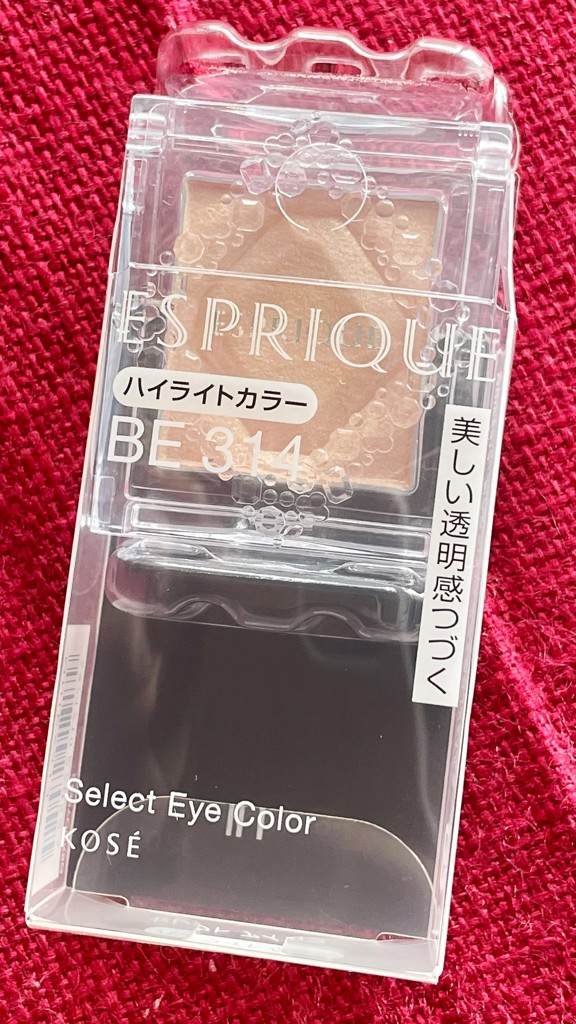 ESPRIQUE
ハイライトカラー
BE 314
美しい透明感つづく
Select Eye Color
KOSÉ